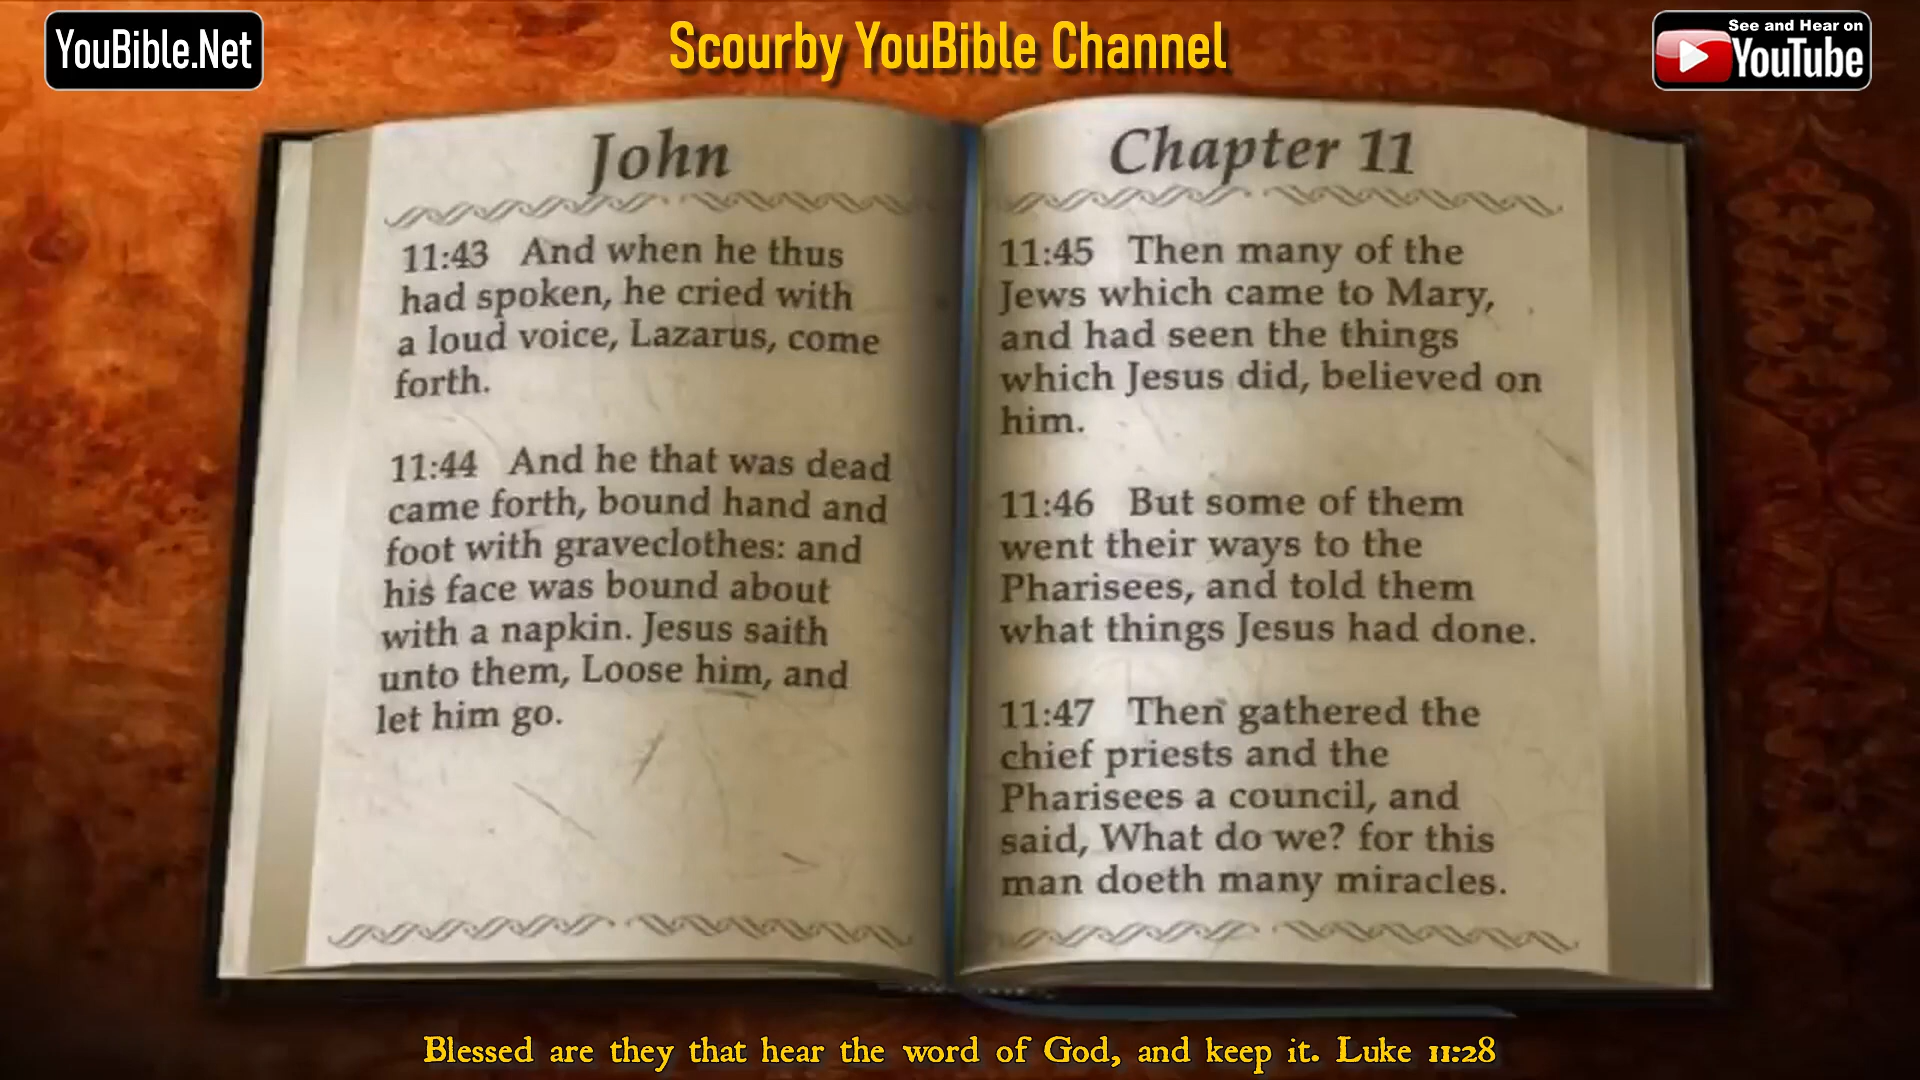 YouBible.Net
Scourby YouBible Channel
See and Hear on
YouTube
John
11:43 And when he thus
had spoken, he cried with
a loud voice, Lazarus, come
forth.
11:44 And he that was dead
came forth, bound hand and
foot with graveclothes: and
his face was bound about
with a napkin. Jesus saith
unto them, Loose him, and
let him go.
Chapter 11
11:45 Then many of the
Jews which came to Mary,
and had seen the things
which Jesus did, believed on
him.
11:46 But some of them
went their ways to the
Pharisees, and told them
what things Jesus had done.
11:47 Then gathered the
chief priests and the
Pharisees a council, and
said, What do we? for this
man doeth many miracles.
Blessed are they that hear the word of God, and keep it. Luke 11:28